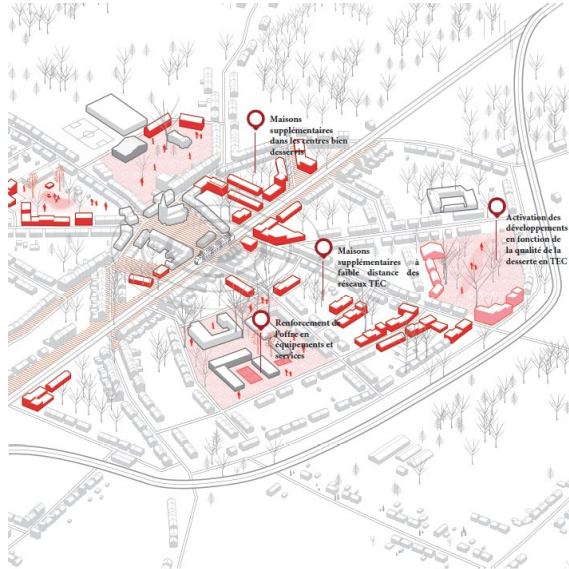 Maisons
supplémentaires
dans les centres bien
desservis
Activation des
développements
en fonction de
la qualité de la
desserte en TEC
Maisons
supplémentaires à
faible distance des
réseaux TEC
Renforcement de
l'offre en
équipements et
services